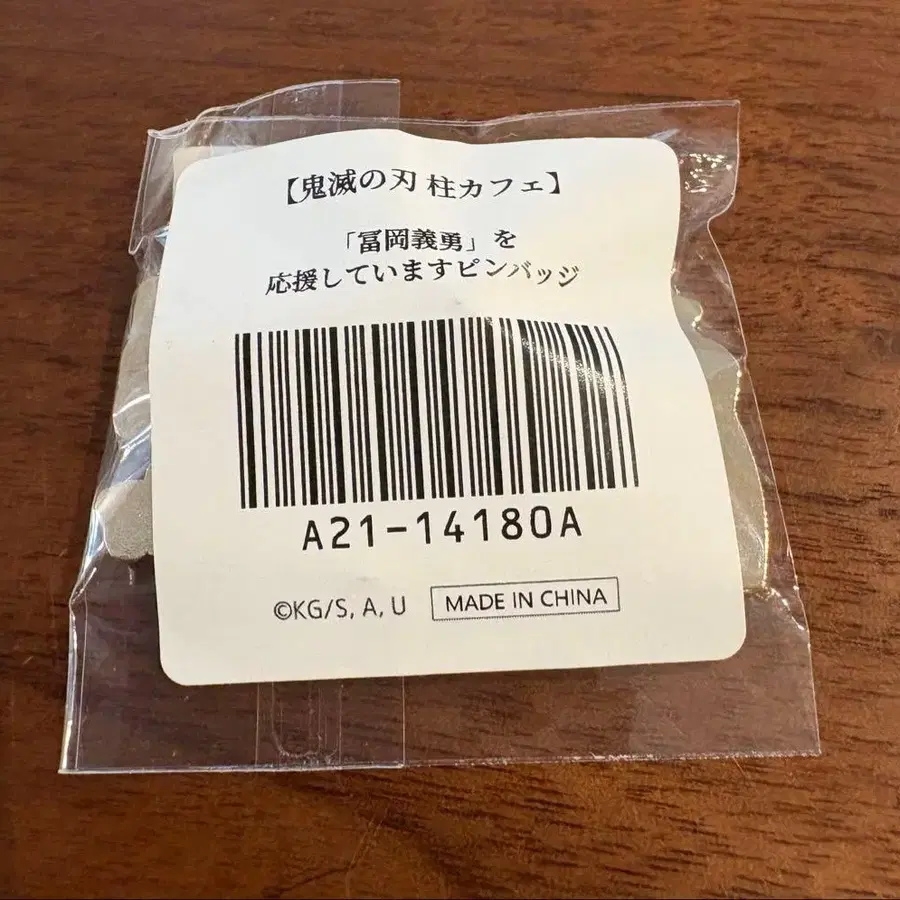 【鬼滅の刃 柱カフェ】
「冨岡義勇」を
応援していますピンバッジ
A21-14180A
©KG/S, A, U MADE IN CHINA